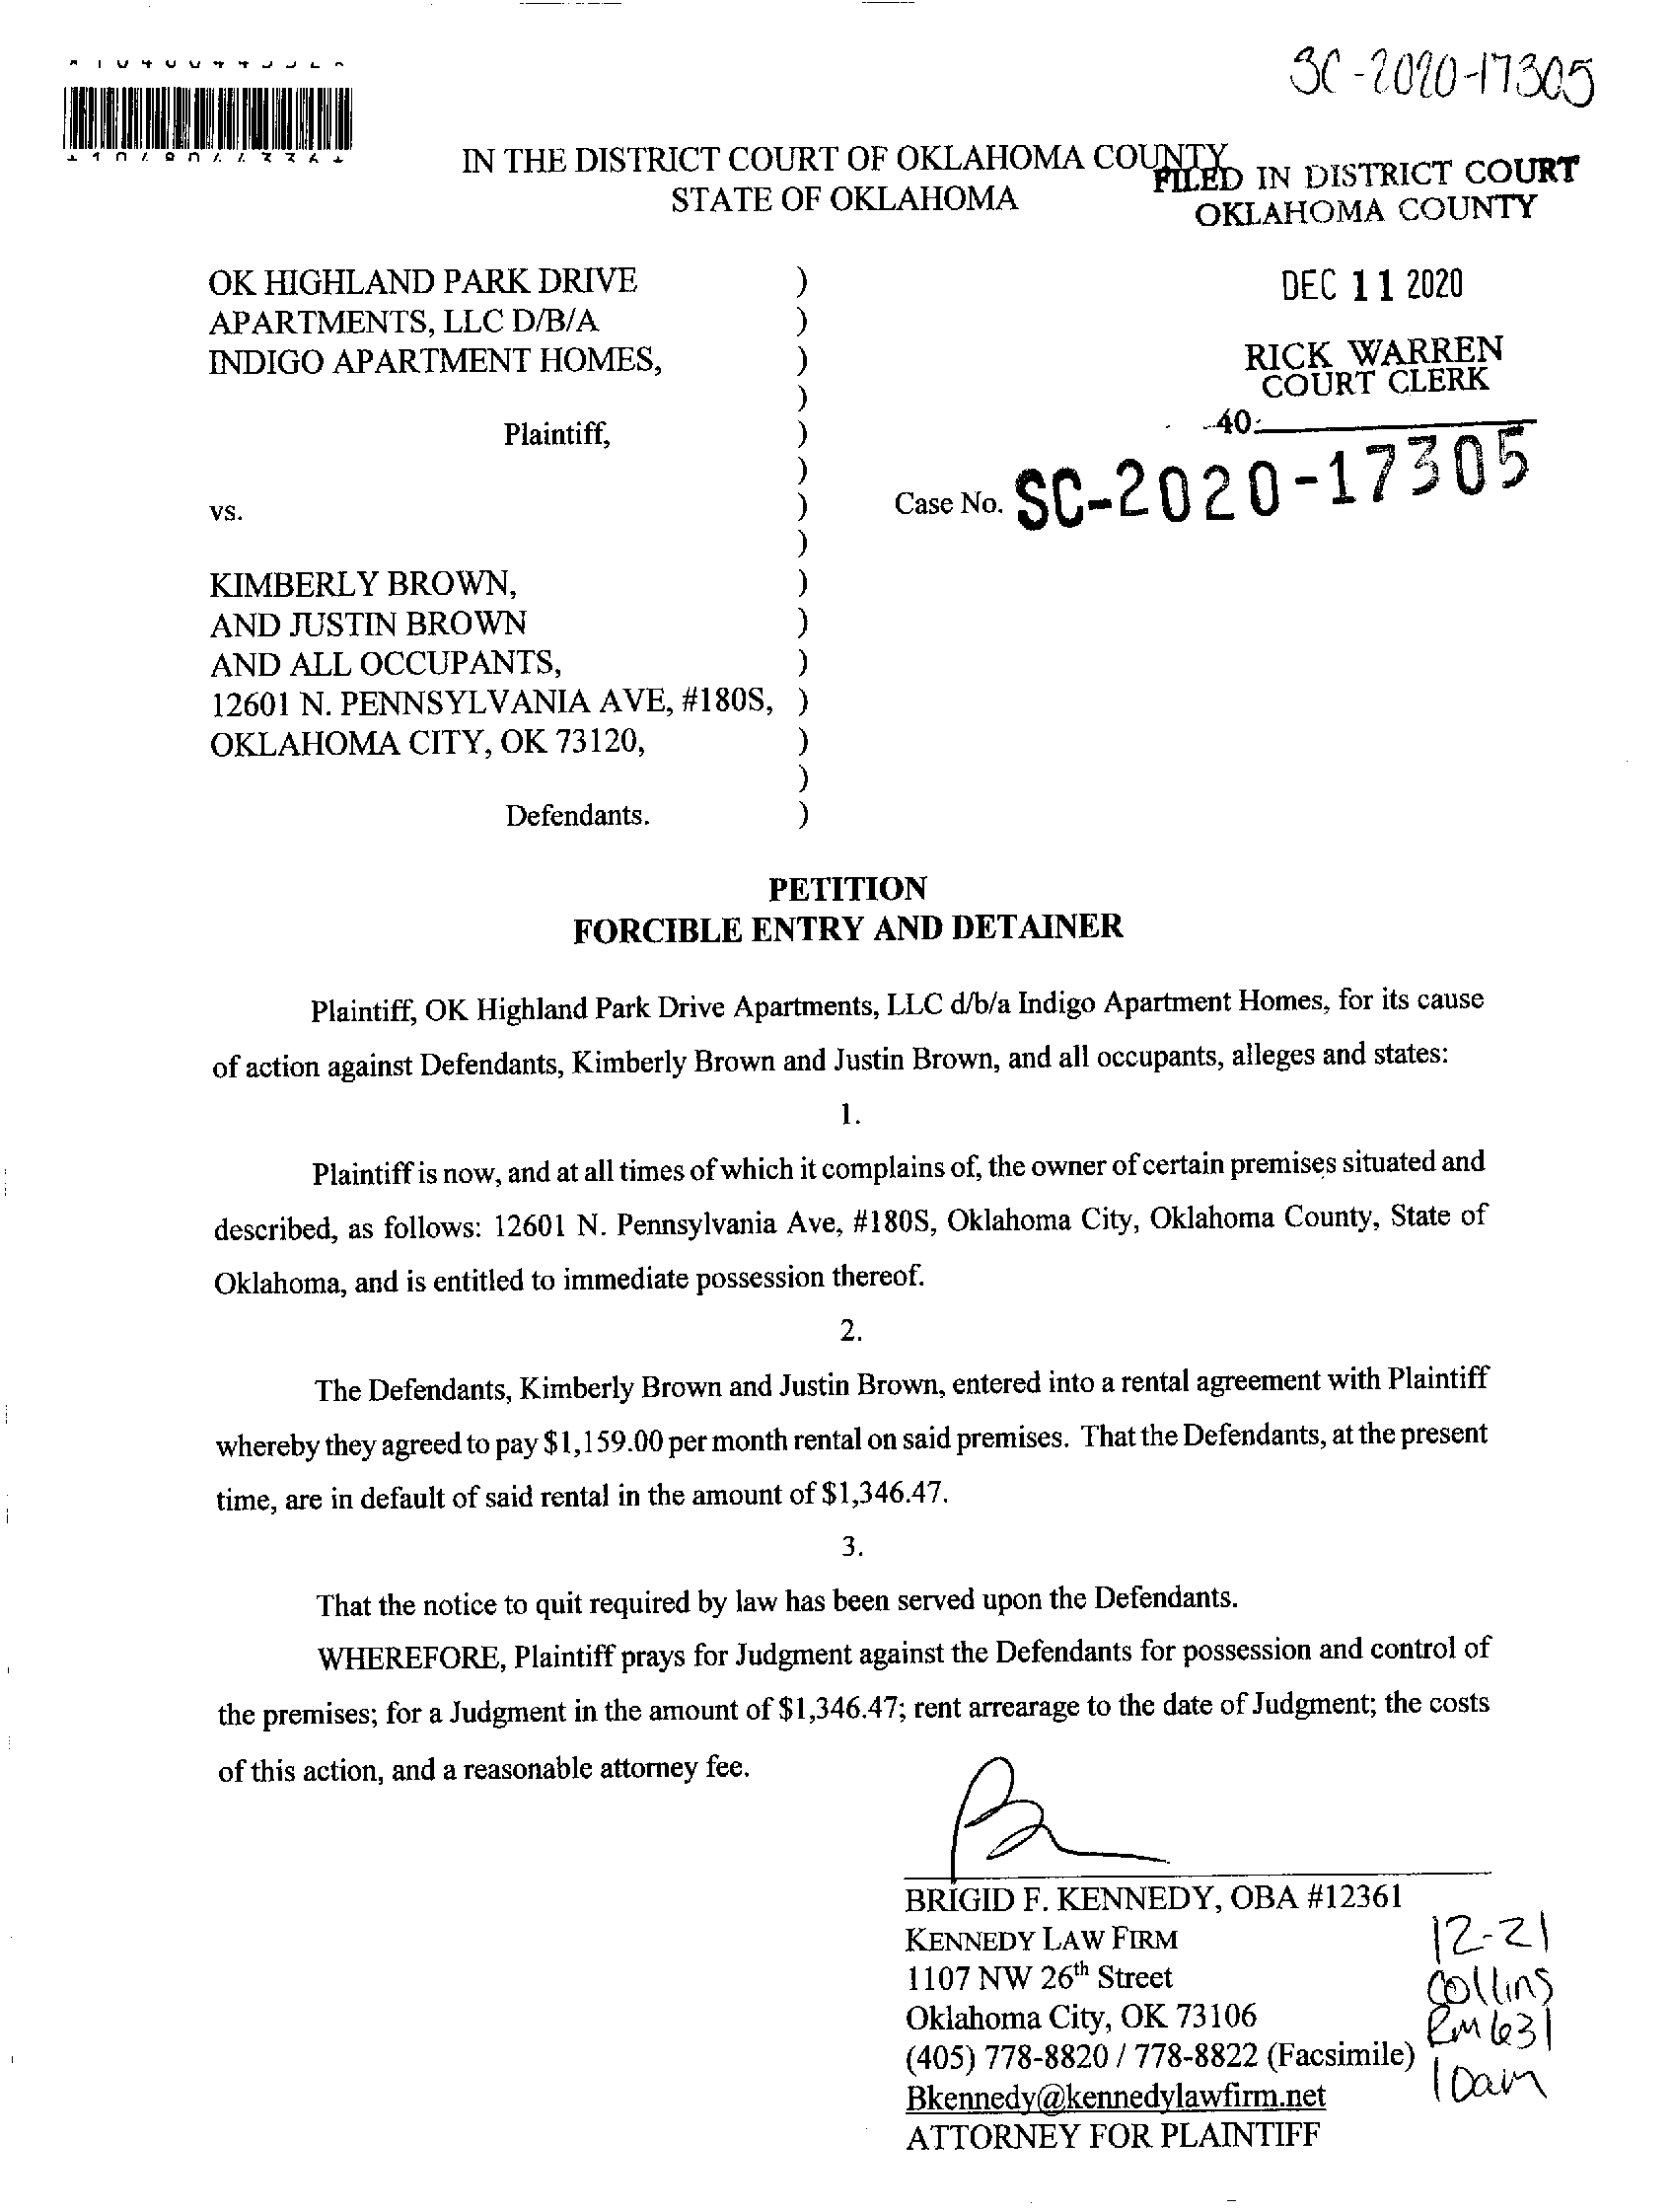 SC-2020-17305
IN THE DISTRICT COURT OF OKLAHOMA COUNTY
STATE OF OKLAHOMA
FILED IN DISTRICT COURT
OKLAHOMA COUNTY
DEC 11 2020
RICK WARREN
COURT CLERK
40
OK HIGHLAND PARK DRIVE )
APARTMENTS, LLC D/B/A )
INDIGO APARTMENT HOMES, )
)
Plaintiff, )
)
vs. ) Case No. SC-2020-17305
)
KIMBERLY BROWN, )
AND JUSTIN BROWN )
AND ALL OCCUPANTS, )
12601 N. PENNSYLVANIA AVE, #180S, )
OKLAHOMA CITY, OK 73120, )
)
Defendants. )
PETITION
FORCIBLE ENTRY AND DETAINER
Plaintiff, OK Highland Park Drive Apartments, LLC d/b/a Indigo Apartment Homes, for its cause
of action against Defendants, Kimberly Brown and Justin Brown, and all occupants, alleges and states:
1.
Plaintiff is now, and at all times of which it complains of, the owner of certain premises situated and
described, as follows: 12601 N. Pennsylvania Ave, #180S, Oklahoma City, Oklahoma County, State of
Oklahoma, and is entitled to immediate possession thereof.
2.
The Defendants, Kimberly Brown and Justin Brown, entered into a rental agreement with Plaintiff
whereby they agreed to pay $1,159.00 per month rental on said premises. That the Defendants, at the present
time, are in default of said rental in the amount of $1,346.47.
3.
That the notice to quit required by law has been served upon the Defendants.
WHEREFORE, Plaintiff prays for Judgment against the Defendants for possession and control of
the premises; for a Judgment in the amount of $1,346.47; rent arrearage to the date of Judgment; the costs
of this action, and a reasonable attorney fee.
BRIGID F. KENNEDY, OBA #12361
KENNEDY LAW FIRM
1107 NW 26th Street
Oklahoma City, OK 73106
(405) 778-8820 / 778-8822 (Facsimile)
Bkennedy@kennedylawfirm.net
ATTORNEY FOR PLAINTIFF
12-21
Collins
Rm 631
10am